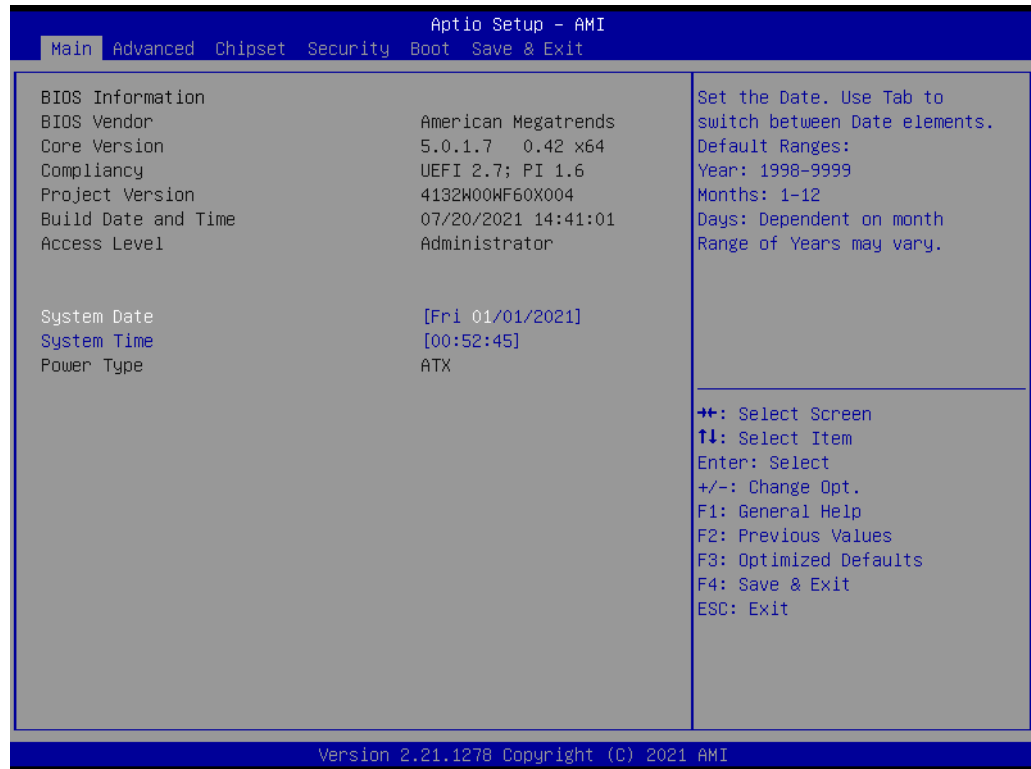 Aptio Setup – AMI
Main Advanced Chipset Security Boot Save & Exit
BIOS Information
BIOS Vendor American Megatrends
Core Version 5.0.1.7 0.42 x64
Compliancy UEFI 2.7; PI 1.6
Project Version 4132W00WF60X004
Build Date and Time 07/20/2021 14:41:01
Access Level Administrator
System Date [Fri 01/01/2021]
System Time [00:52:45]
Power Type ATX
Set the Date. Use Tab to
switch between Date elements.
Default Ranges:
Year: 1998-9999
Months: 1-12
Days: Dependent on month
Range of Years may vary.
→←: Select Screen
↑↓: Select Item
Enter: Select
+/-: Change Opt.
F1: General Help
F2: Previous Values
F3: Optimized Defaults
F4: Save & Exit
ESC: Exit
Version 2.21.1278 Copyright (C) 2021 AMI